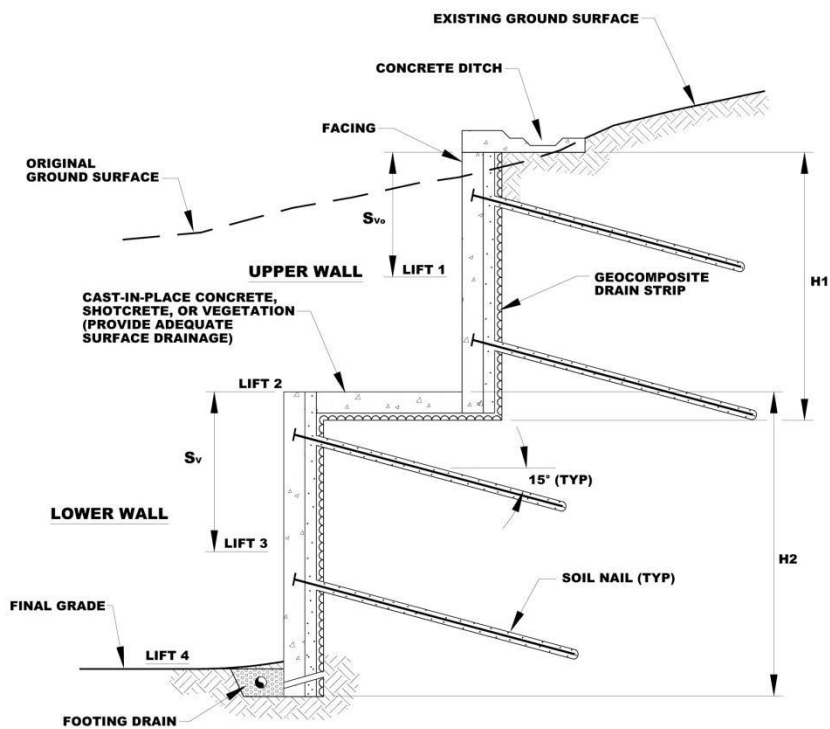 EXISTING GROUND SURFACE
CONCRETE DITCH
FACING
ORIGINAL
GROUND SURFACE
Svo
UPPER WALL
LIFT 1
GEOCOMPOSITE
DRAIN STRIP
H1
CAST-IN-PLACE CONCRETE,
SHOTCRETE, OR VEGETATION
(PROVIDE ADEQUATE
SURFACE DRAINAGE)
LIFT 2
Sv
15° (TYP)
LOWER WALL
LIFT 3
H2
SOIL NAIL (TYP)
FINAL GRADE
LIFT 4
FOOTING DRAIN